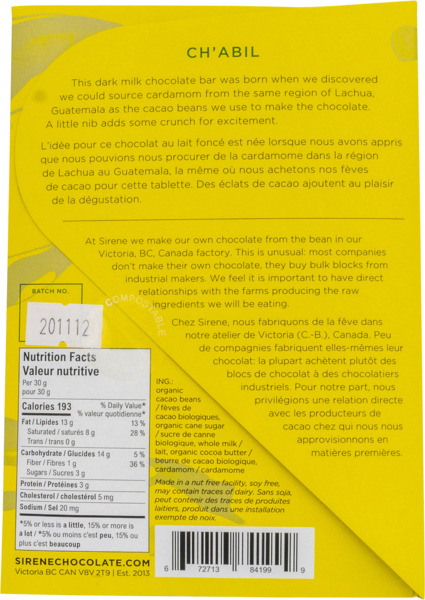 CH'ABIL
This dark milk chocolate bar was born when we discovered
we could source cardamom from the same region of Lachua,
Guatemala as the cacao beans we use to make the chocolate.
A little nib adds some crunch for excitement.
L'idée pour ce chocolat au lait foncé est née lorsque nous avons appris
que nous pouvions nous procurer de la cardamome dans la région
de Lachua au Guatemala, la même où nous achetons nos fèves
de cacao pour cette tablette. Des éclats de cacao ajoutent au plaisir
de la dégustation.
At Sirene we make our own chocolate from the bean in our
Victoria, BC, Canada factory. This is unusual: most companies
don't make their own chocolate, they buy bulk blocks from
industrial makers. We feel it is important to have direct
relationships with the farms producing the raw
ingredients we will be eating.
Chez Sirene, nous fabriquons de la fêve dans
notre atelier de Victoria (C.-B.), Canada. Peu
de compagnies fabriquent elles-mêmes leur
chocolat: la plupart achètent plutôt des
blocs de chocolat à des chocolatiers
industriels. Pour notre part, nous
privilégions une relation directe
avec les producteurs de
cacao chez qui nous nous
approvisionnons en
matières premières.
BATCH NO.
201112
COMPOSTABLE
Nutrition Facts
Valeur nutritive
Per 30 g
pour 30 g
Calories 193 % Daily Value*
% valeur quotidienne*
Fat / Lipides 13 g 13 %
Saturated / saturés 8 g 28 %
Trans / trans 0 g
Carbohydrate / Glucides 14 g 5 %
Fiber / Fibres 1 g 36 %
Sugars / Sucres 3 g
Protein / Protéines 3 g
Cholesterol / cholestérol 5 mg
Sodium / Sel 20 mg
*5% or less is a little, 15% or more is
a lot / *5% ou moins c'est peu, 15% ou
plus c'est beaucoup
ING.:
organic
cacao beans
/ fèves de
cacao biologiques,
organic cane sugar
/ sucre de canne
biologique, whole milk /
lait, organic cocoa butter /
beurre de cacao biologique,
cardamom / cardamome
Made in a nut free facility, soy free,
may contain traces of dairy. Sans soja,
peut contenir des traces de produites
laitiers, produit dans une installation
exempte de noix.
SIRENECHOCOLATE.COM
Victoria BC CAN V8V 2T9 | Est. 2013
6 72713 84199 9